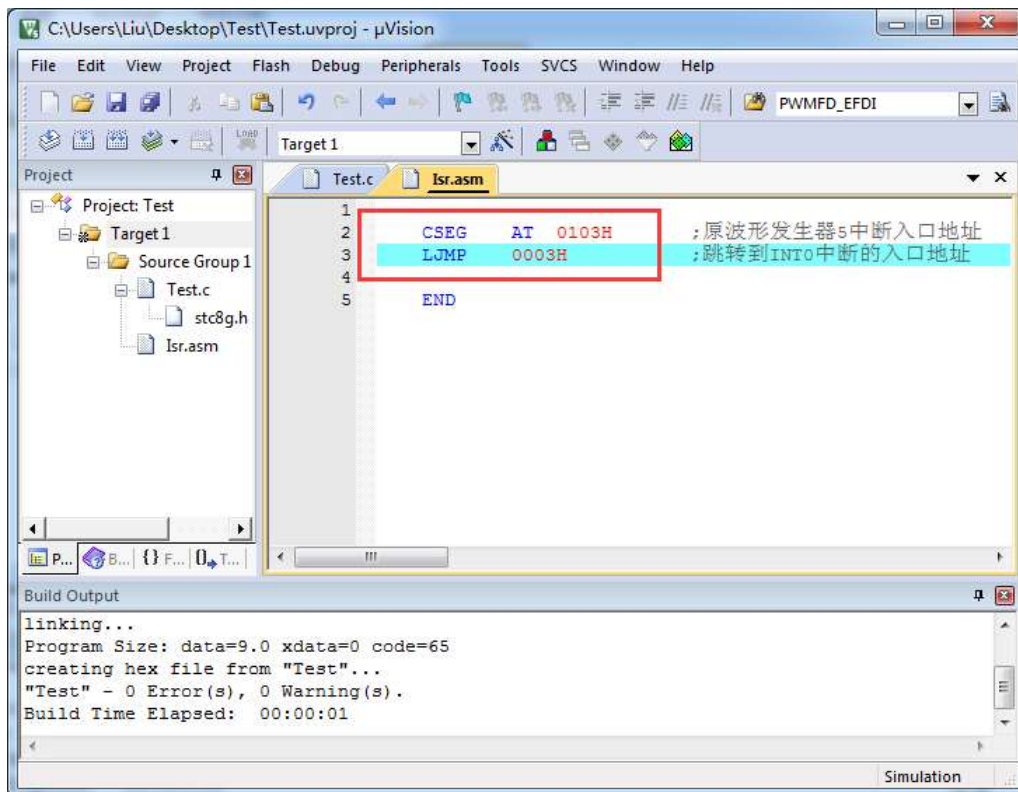 C:\Users\Liu\Desktop\Test\Test.uvproj - µVision
File Edit View Project Flash Debug Peripherals Tools SVCS Window Help
PWMFD_EFDI
LOAD
Target 1
Project
Test.c Isr.asm
Project: Test
Target 1
Source Group 1
Test.c
stc8g.h
Isr.asm
1
2 CSEG AT 0103H ;原波形发生器5中断入口地址
3 LJMP 0003H ;跳转到INT0中断的入口地址
4
5 END
P... B... {} F... 0 T...
Build Output
linking...
Program Size: data=9.0 xdata=0 code=65
creating hex file from "Test"...
"Test" - 0 Error(s), 0 Warning(s).
Build Time Elapsed: 00:00:01
Simulation